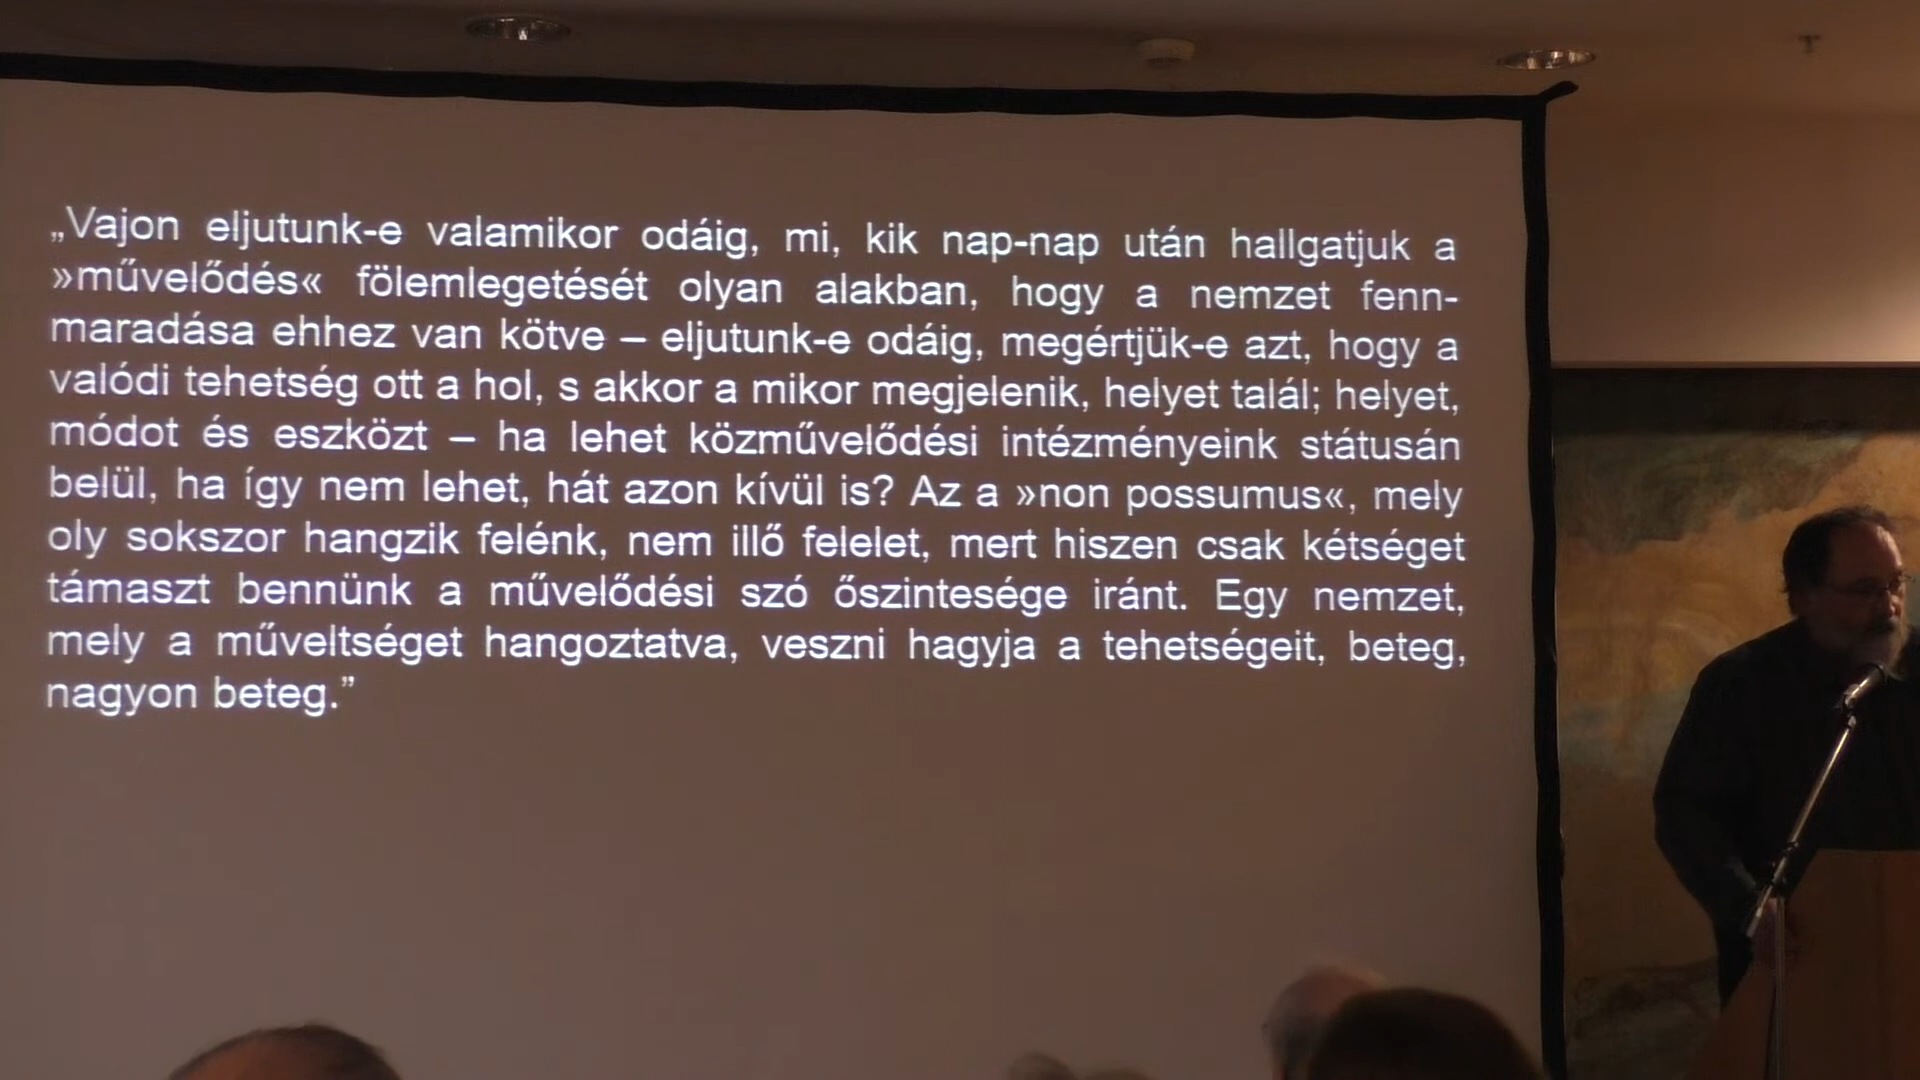 „Vajon eljutunk-e valamikor odáig, mi, kik nap-nap után hallgatjuk a
»művelődés« fölemlegetését olyan alakban, hogy a nemzet fenn-
maradása ehhez van kötve – eljutunk-e odáig, megértjük-e azt, hogy a
valódi tehetség ott a hol, s akkor a mikor megjelenik, helyet talál; helyet,
módot és eszközt – ha lehet közművelődési intézményeink státusán
belül, ha így nem lehet, hát azon kívül is? Az a »non possumus«, mely
oly sokszor hangzik felénk, nem illő felelet, mert hiszen csak kétséget
támaszt bennünk a művelődési szó őszintesége iránt. Egy nemzet,
mely a műveltséget hangoztatva, veszni hagyja a tehetségeit, beteg,
nagyon beteg.”